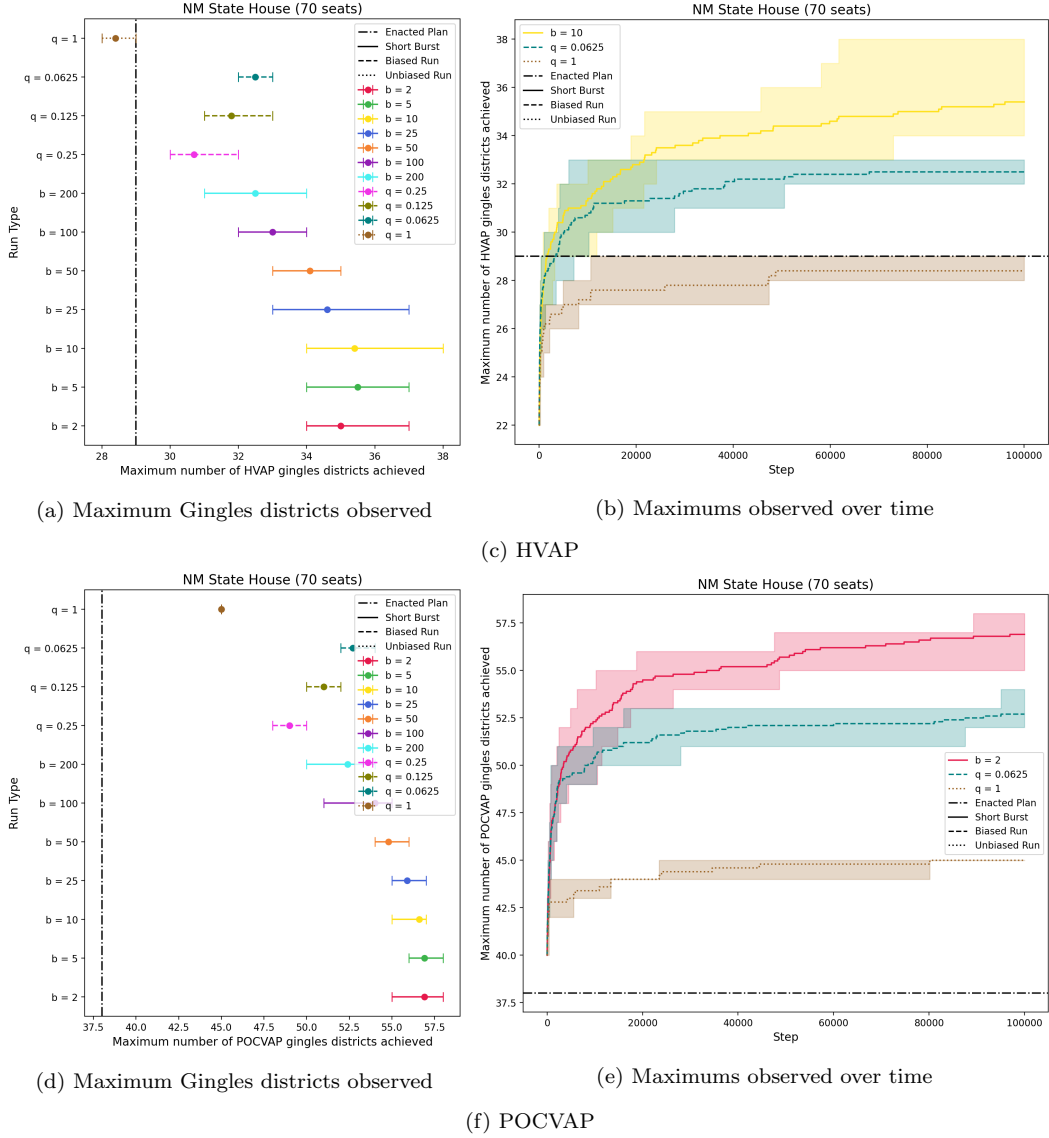 NM State House (70 seats)
q = 1
q = 0.0625
q = 0.125
q = 0.25
b = 200
b = 100
b = 50
b = 25
b = 10
b = 5
b = 2
Run Type
28
30
32
34
36
38
Maximum number of HVAP gingles districts achieved
Enacted Plan
Short Burst
Biased Run
Unbiased Run
b = 2
b = 5
b = 10
b = 25
b = 50
b = 100
b = 200
q = 0.25
q = 0.125
q = 0.0625
q = 1
(a) Maximum Gingles districts observed
NM State House (70 seats)
b = 10
q = 0.0625
q = 1
Enacted Plan
Short Burst
Biased Run
Unbiased Run
38
36
34
32
30
28
26
24
22
Maximum number of HVAP gingles districts achieved
0
20000
40000
60000
80000
100000
Step
(b) Maximums observed over time
(c) HVAP
NM State House (70 seats)
q = 1
q = 0.0625
q = 0.125
q = 0.25
b = 200
b = 100
b = 50
b = 25
b = 10
b = 5
b = 2
Run Type
37.5
40.0
42.5
45.0
47.5
50.0
52.5
55.0
57.5
Maximum number of POCVAP gingles districts achieved
Enacted Plan
Short Burst
Biased Run
Unbiased Run
b = 2
b = 5
b = 10
b = 25
b = 50
b = 100
b = 200
q = 0.25
q = 0.125
q = 0.0625
q = 1
(d) Maximum Gingles districts observed
NM State House (70 seats)
57.5
55.0
52.5
50.0
47.5
45.0
42.5
40.0
37.5
Maximum number of POCVAP gingles districts achieved
b = 2
q = 0.0625
q = 1
Enacted Plan
Short Burst
Biased Run
Unbiased Run
0
20000
40000
60000
80000
100000
Step
(e) Maximums observed over time
(f) POCVAP